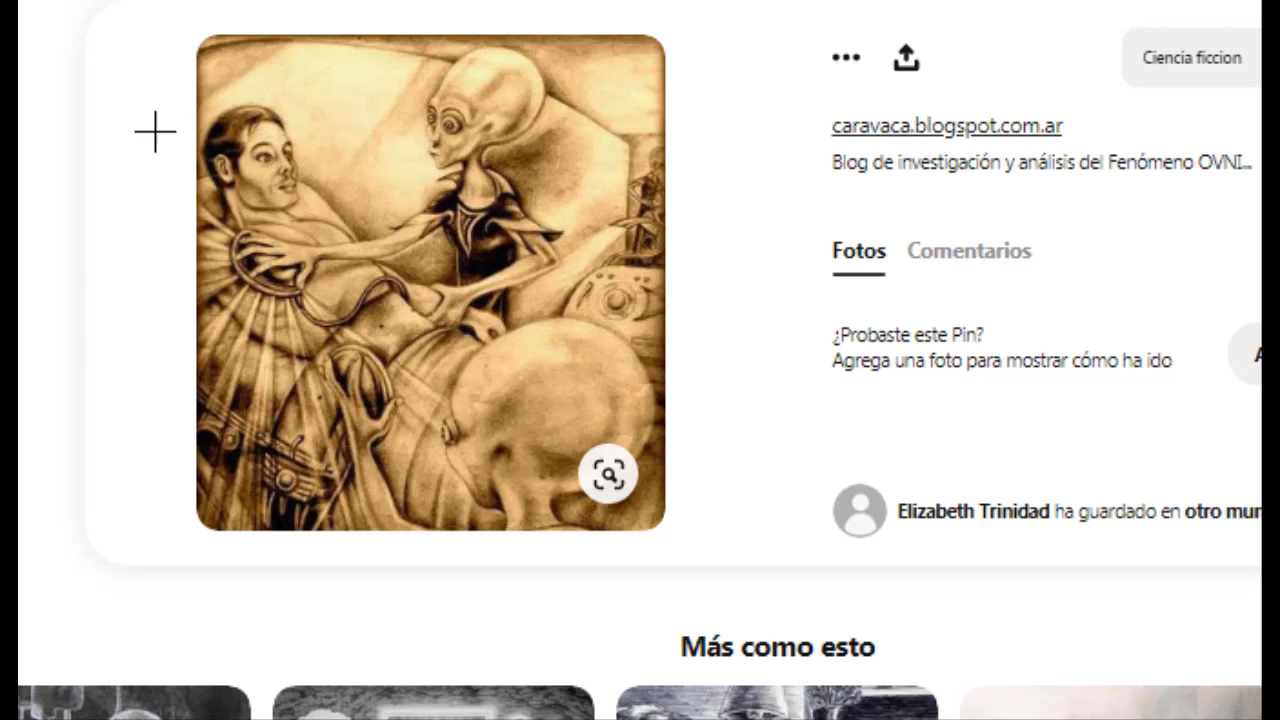 Ciencia ficcion
caravaca.blogspot.com.ar
Blog de investigación y análisis del Fenómeno OVNI...
Fotos Comentarios
¿Probaste este Pin?
Agrega una foto para mostrar cómo ha ido
Elizabeth Trinidad ha guardado en otro
Más como esto